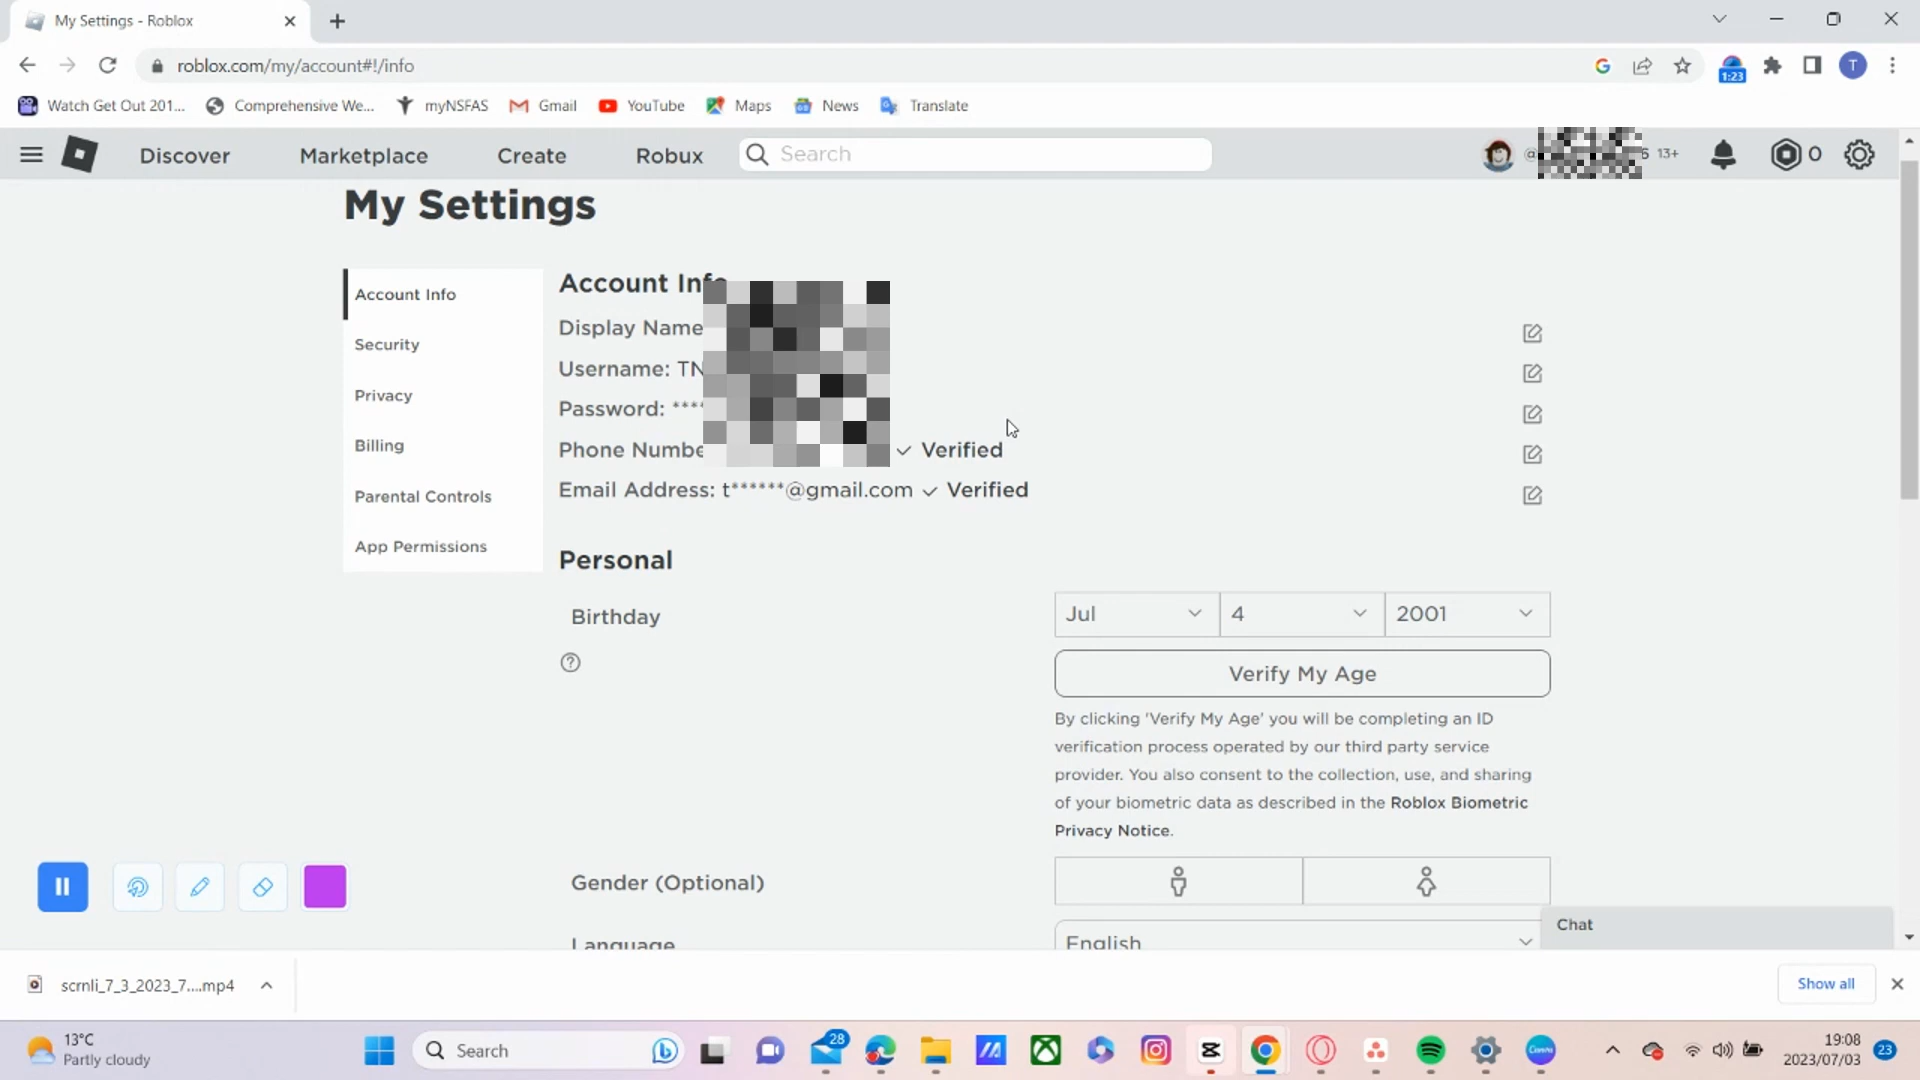 My Settings - Roblox
roblox.com/my/account#!/info
1:23
T
Watch Get Out 201...
Comprehensive We...
myNSFAS
Gmail
YouTube
Maps
News
Translate
Discover
Marketplace
Create
Robux
Search
@
6 13+
0
My Settings
Account Info
Security
Privacy
Billing
Parental Controls
App Permissions
Account Info
Display Name
Username: TN
Password: ****
Phone Numbe
✓ Verified
Email Address: t******@gmail.com ✓ Verified
Personal
Birthday
Jul
4
2001
Verify My Age
By clicking 'Verify My Age' you will be completing an ID
verification process operated by our third party service
provider. You also consent to the collection, use, and sharing
of your biometric data as described in the Roblox Biometric
Privacy Notice.
Gender (Optional)
Language
English
Chat
scrnli_7_3_2023_7....mp4
Show all
13°C
Partly cloudy
Search
28
19:08
2023/07/03
23